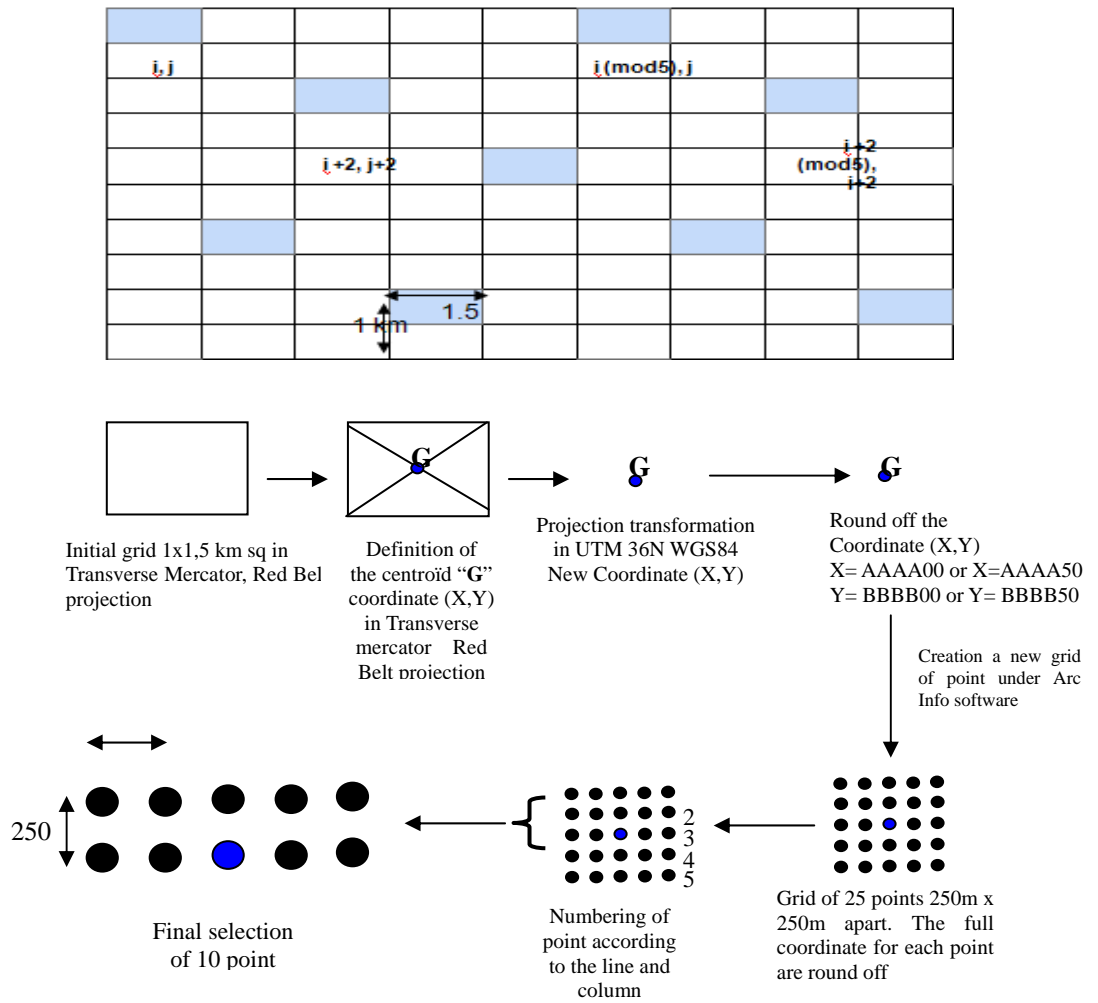 i, j
i (mod5), j
i +2, j+2
i +2
(mod5),
j+2
1.5
1 km
G
G
G
Initial grid 1x1,5 km sq in
Transverse Mercator, Red Bel
projection
Definition of
the centroïd “G”
coordinate (X,Y)
in Transverse
mercator Red
Belt projection
Projection transformation
in UTM 36N WGS84
New Coordinate (X,Y)
Round off the
Coordinate (X,Y)
X= AAAA00 or X=AAAA50
Y= BBBB00 or Y= BBBB50
Creation a new grid
of point under Arc
Info software
250
2
3
4
5
Final selection
of 10 point
Numbering of
point according
to the line and
column
Grid of 25 points 250m x
250m apart. The full
coordinate for each point
are round off